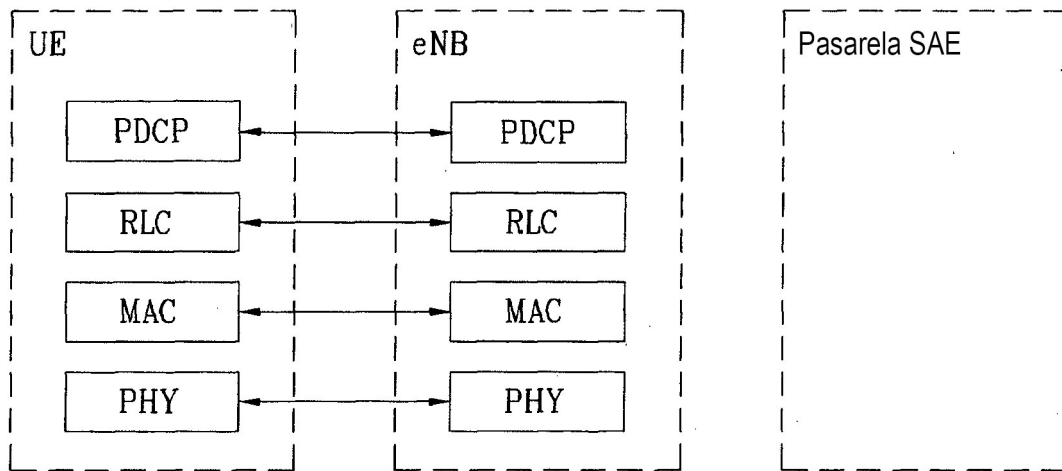 UE
eNB
Pasarela SAE
PDCP
PDCP
RLC
RLC
MAC
MAC
PHY
PHY